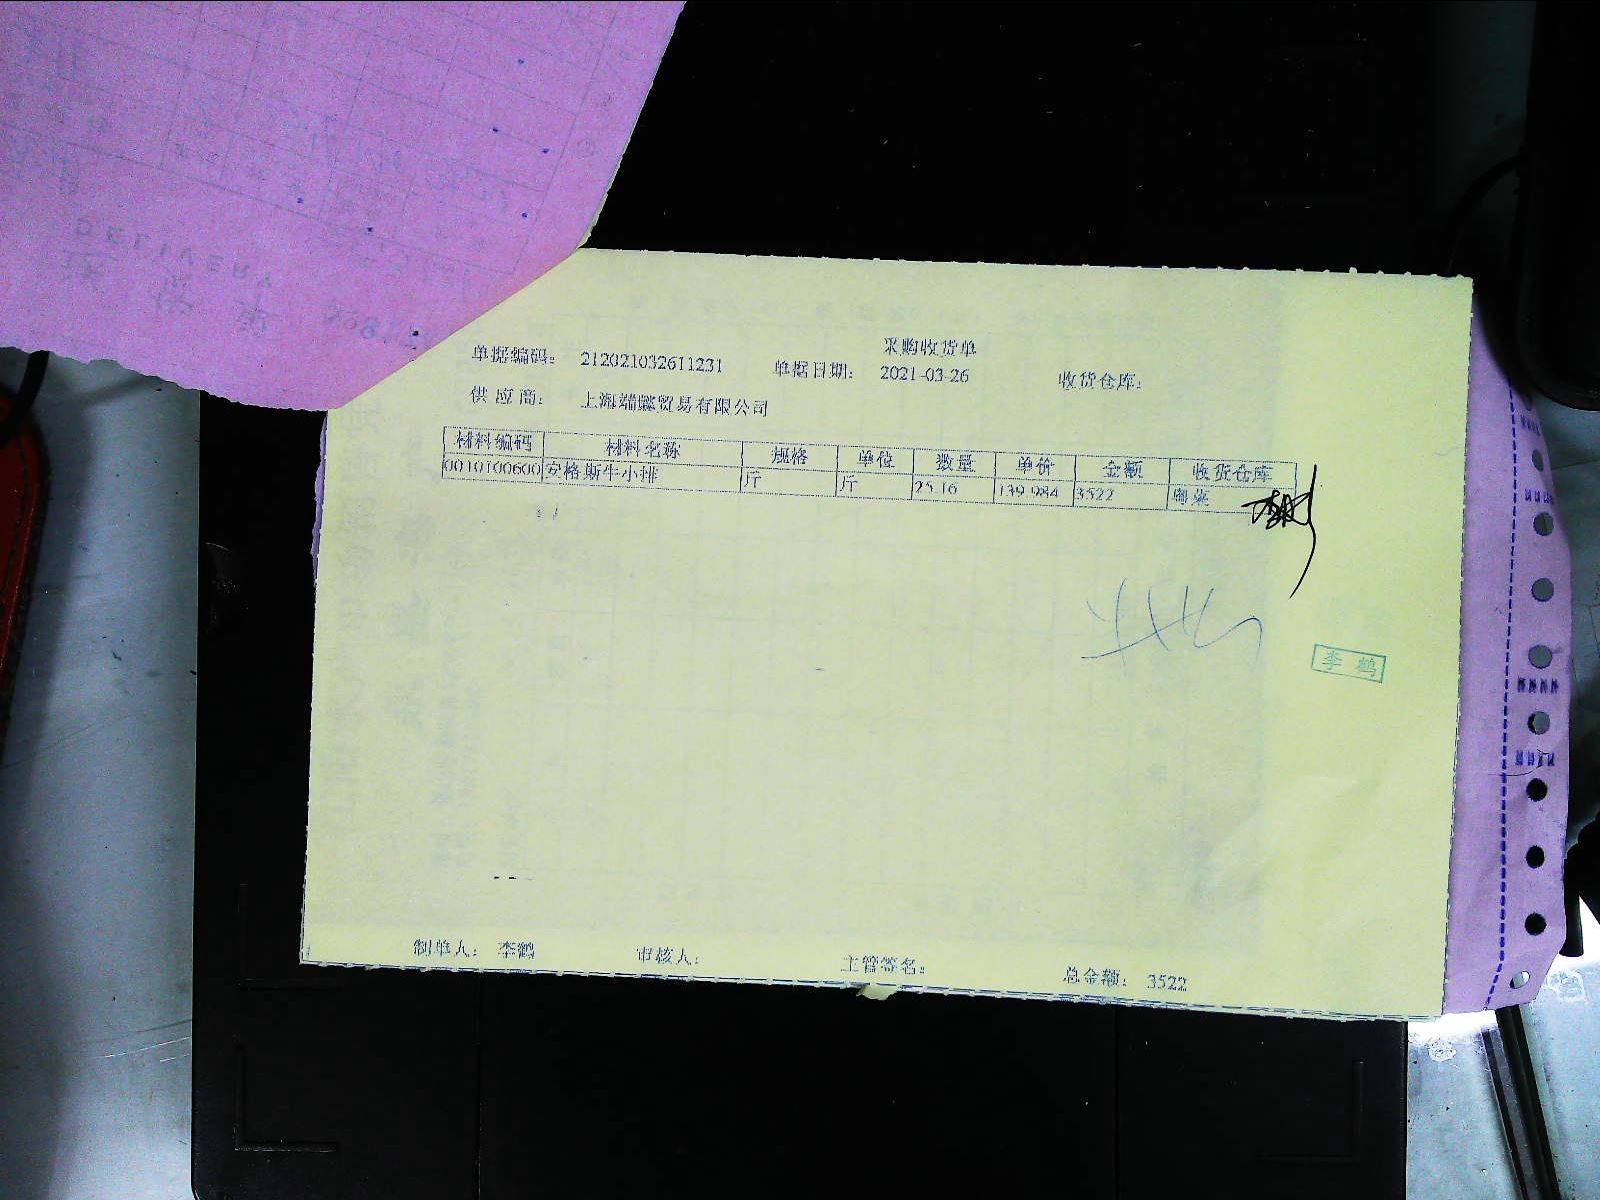 采购收货单
单据编码： 212021032611231 单据日期： 2021-03-26 收货仓库：
供应商： 上海端懿贸易有限公司
材料编码 材料名称 规格 单位 数量 单价 金额 收货仓库
0010100600 安格斯牛小排 斤 斤 25.16 139.984 3522
李鹤
制单人： 李鹤 审核人： 主管签名： 总金额： 3522
DELIVERY